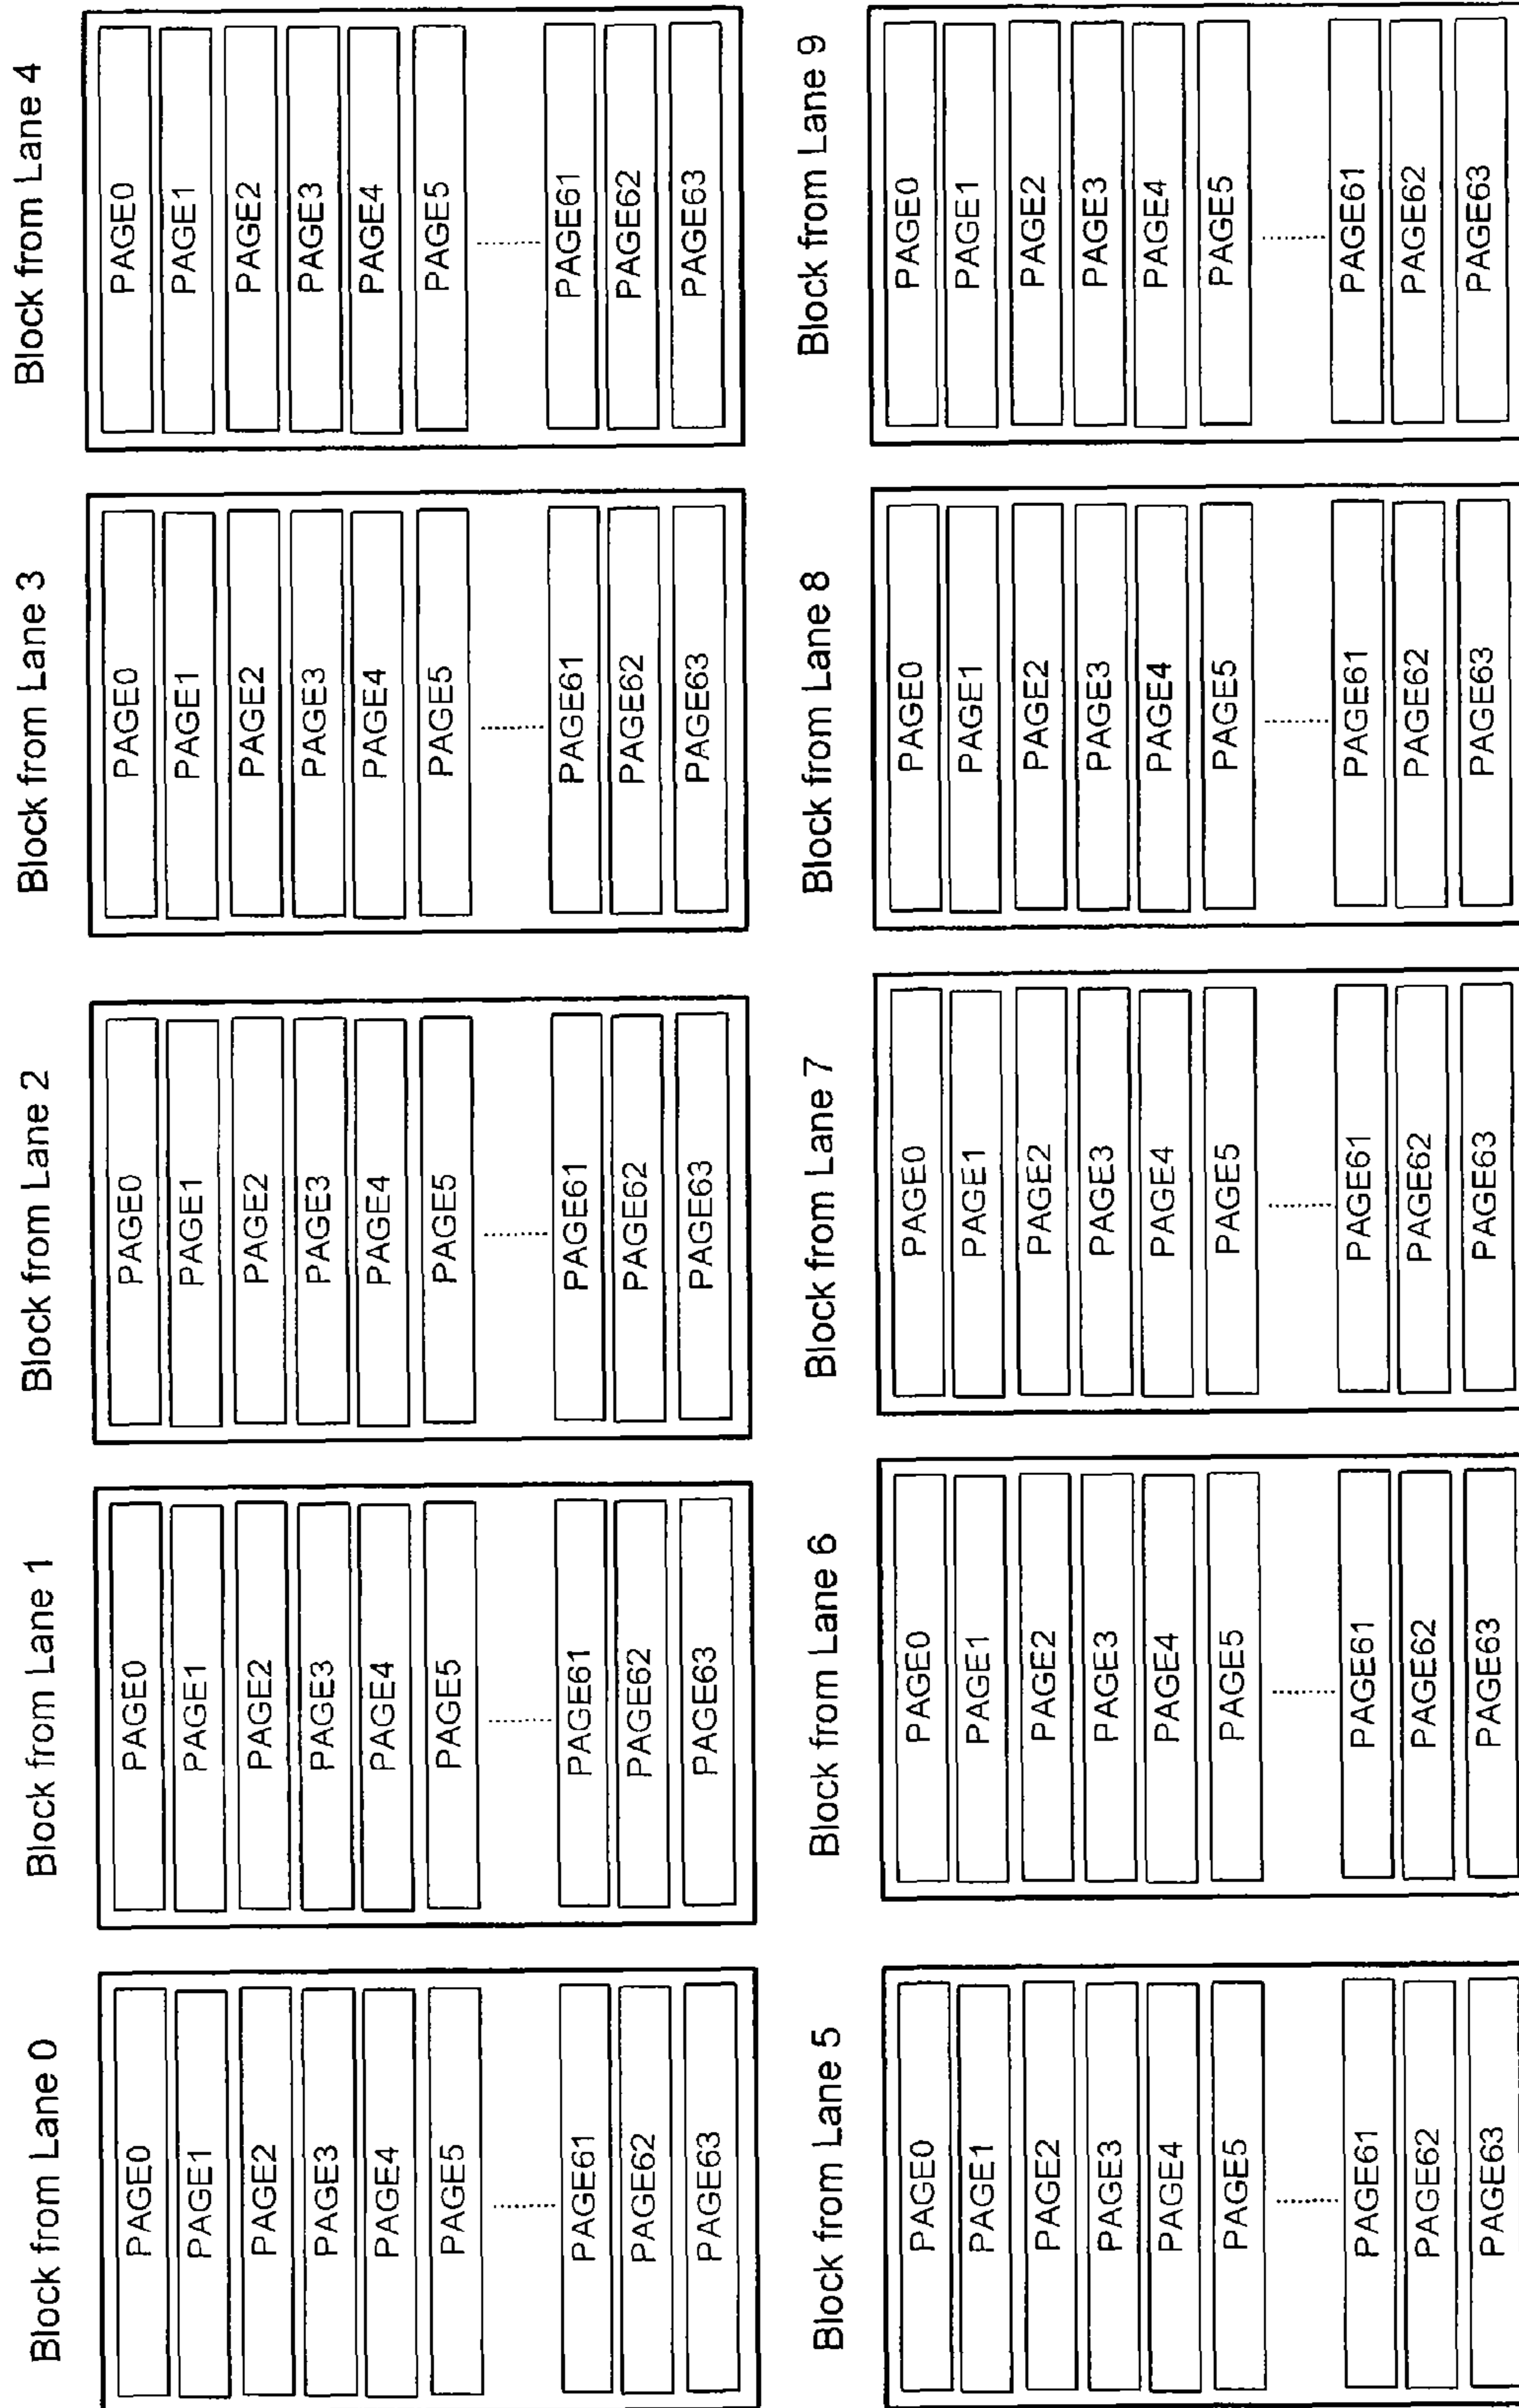 Block from Lane 0
PAGE0
PAGE1
PAGE2
PAGE3
PAGE4
PAGE5
PAGE61
PAGE62
PAGE63
Block from Lane 1
PAGE0
PAGE1
PAGE2
PAGE3
PAGE4
PAGE5
PAGE61
PAGE62
PAGE63
Block from Lane 2
PAGE0
PAGE1
PAGE2
PAGE3
PAGE4
PAGE5
PAGE61
PAGE62
PAGE63
Block from Lane 3
PAGE0
PAGE1
PAGE2
PAGE3
PAGE4
PAGE5
PAGE61
PAGE62
PAGE63
Block from Lane 4
PAGE0
PAGE1
PAGE2
PAGE3
PAGE4
PAGE5
PAGE61
PAGE62
PAGE63
Block from Lane 5
PAGE0
PAGE1
PAGE2
PAGE3
PAGE4
PAGE5
PAGE61
PAGE62
PAGE63
Block from Lane 6
PAGE0
PAGE1
PAGE2
PAGE3
PAGE4
PAGE5
PAGE61
PAGE62
PAGE63
Block from Lane 7
PAGE0
PAGE1
PAGE2
PAGE3
PAGE4
PAGE5
PAGE61
PAGE62
PAGE63
Block from Lane 8
PAGE0
PAGE1
PAGE2
PAGE3
PAGE4
PAGE5
PAGE61
PAGE62
PAGE63
Block from Lane 9
PAGE0
PAGE1
PAGE2
PAGE3
PAGE4
PAGE5
PAGE61
PAGE62
PAGE63